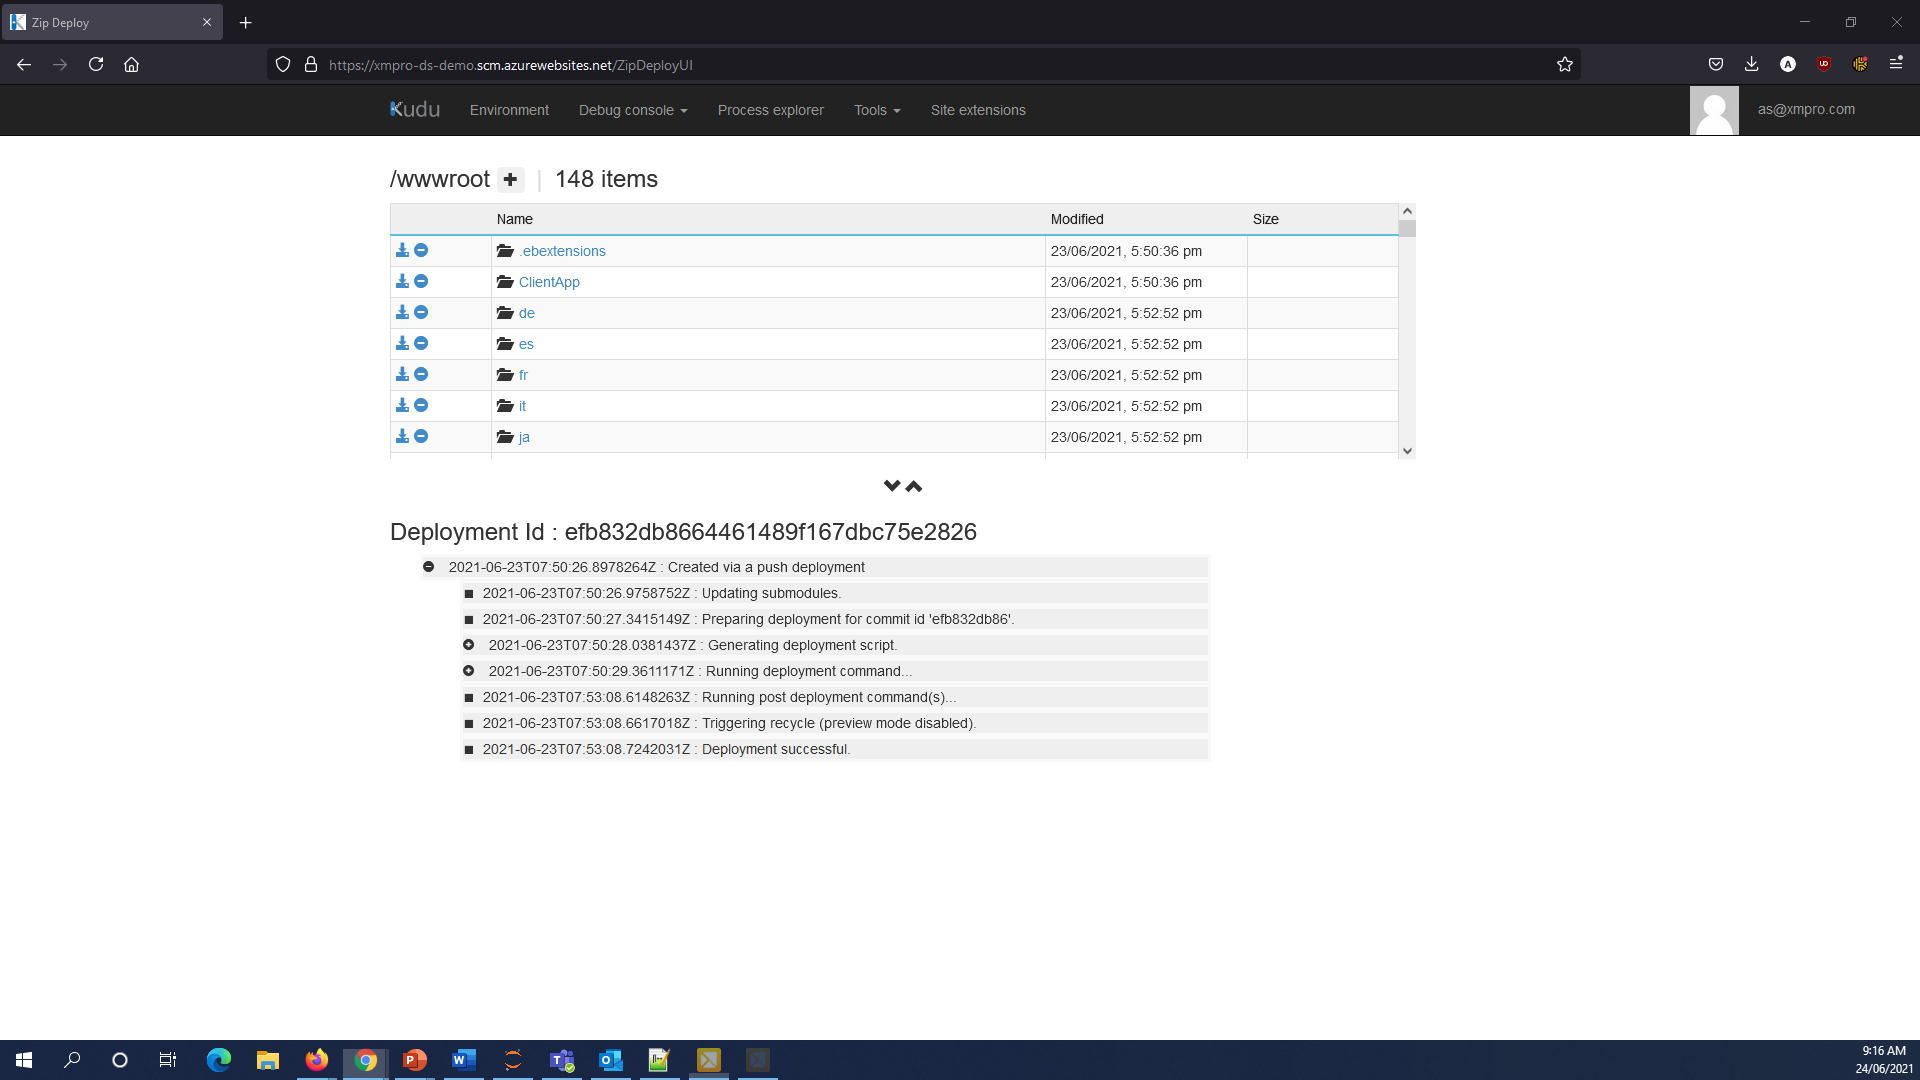 Zip Deploy
https://xmpro-ds-demo.scm.azurewebsites.net/ZipDeployUI
Kudu Environment Debug console Process explorer Tools Site extensions as@xmpro.com
/wwwroot | 148 items
Name Modified Size
.ebextensions 23/06/2021, 5:50:36 pm
ClientApp 23/06/2021, 5:50:36 pm
de 23/06/2021, 5:52:52 pm
es 23/06/2021, 5:52:52 pm
fr 23/06/2021, 5:52:52 pm
it 23/06/2021, 5:52:52 pm
ja 23/06/2021, 5:52:52 pm
Deployment Id : efb832db8664461489f167dbc75e2826
2021-06-23T07:50:26.8978264Z : Created via a push deployment
2021-06-23T07:50:26.9758752Z : Updating submodules.
2021-06-23T07:50:27.3415149Z : Preparing deployment for commit id 'efb832db86'.
2021-06-23T07:50:28.0381437Z : Generating deployment script.
2021-06-23T07:50:29.3611171Z : Running deployment command...
2021-06-23T07:53:08.6148263Z : Running post deployment command(s)...
2021-06-23T07:53:08.6617018Z : Triggering recycle (preview mode disabled).
2021-06-23T07:53:08.7242031Z : Deployment successful.
9:16 AM
24/06/2021